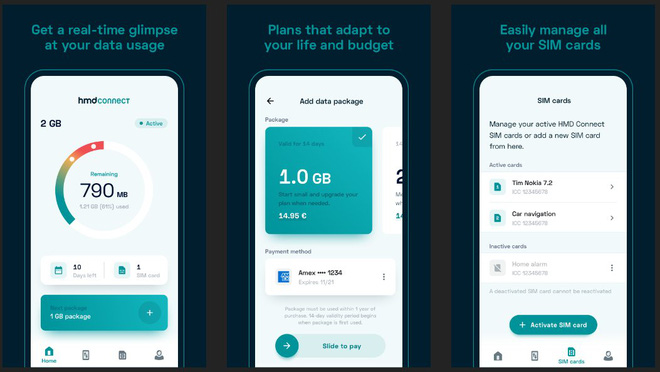 Get a real-time glimpse
at your data usage
hmdconnect
2 GB
Active
Remaining
790 MB
1.21 GB (61%) used
10
Days left
1
SIM card
Next package
1 GB package
Home
Plans that adapt to
your life and budget
Add data package
Package
Valid for 14 days
1.0 GB
Start small and upgrade your
plan when needed.
14.95 €
Payment method
Amex •••• 1234
Expires 11/21
Package must be used within 1 year of
purchase. 14-day validity period begins
when package is first used.
Slide to pay
Easily manage all
your SIM cards
SIM cards
Manage your active HMD Connect
SIM cards or add a new SIM card
from here.
Active cards
Tim Nokia 7.2
ICC 12345678
Car navigation
ICC 12345678
Inactive cards
Home alarm
ICC 12345678
A deactivated SIM card cannot be reactivated
Activate SIM card
SIM cards